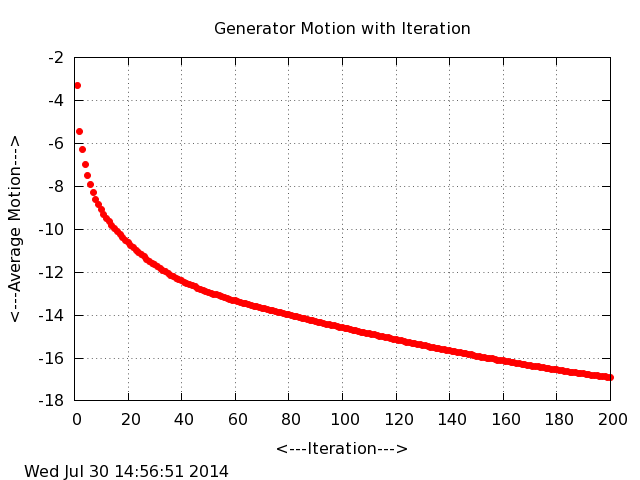 Generator Motion with Iteration
-2
-4
-6
-8
-10
-12
-14
-16
-18
<---Average Motion--->
0 20 40 60 80 100 120 140 160 180 200
<---Iteration--->
Wed Jul 30 14:56:51 2014